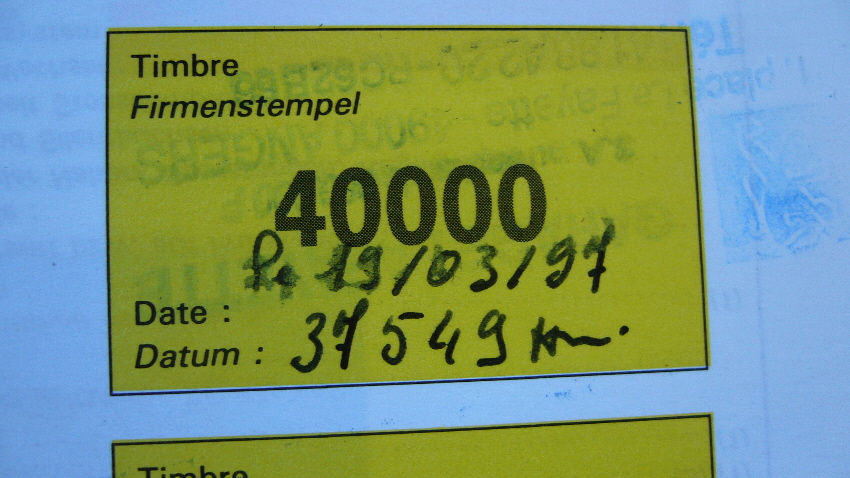 Timbre
Firmenstempel
40000
Le 19/03/97
Date :
Datum : 37549 km.
Timbre